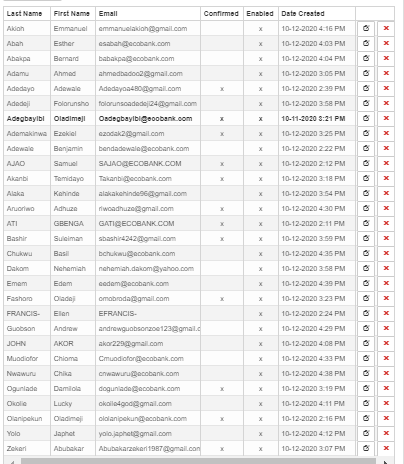 Last Name First Name Email Confirmed Enabled Date Created
Akioh Emmanuel emmanuelakioh@gmail.com x 10-12-2020 4:16 PM
Abah Esther esabah@ecobank.com x 10-12-2020 4:03 PM
Abakpa Bernard babakpa@ecobank.com x 10-12-2020 4:04 PM
Adamu Ahmed ahmedbadoo2@gmail.com x 10-12-2020 3:05 PM
Adedayo Adewale Adedayoa480@gmail.com x x 10-12-2020 2:39 PM
Adedeji Folorunsho folorunsoadedeji24@gmail.com x 10-12-2020 3:58 PM
Adegbayibi Oladimeji Oadegbayibi@ecobank.com x x 10-11-2020 3:21 PM
Ademakinwa Ezekiel ezodak2@gmail.com x x 10-12-2020 3:25 PM
Adewale Benjamin bendadewale@ecobank.com x 10-12-2020 2:22 PM
AJAO Samuel SAJAO@ECOBANK.COM x x 10-12-2020 2:12 PM
Akanbi Temidayo Takanbi@ecobank.com x x 10-12-2020 3:18 PM
Alaka Kehinde alakakehinde96@gmail.com x 10-12-2020 3:54 PM
Aruoriwo Adhuze riwoadhuze@gmail.com x x 10-12-2020 4:30 PM
ATI GBENGA GATI@ECOBANK.COM x x 10-12-2020 2:11 PM
Bashir Suleiman sbashir4242@gmail.com x x 10-12-2020 3:59 PM
Chukwu Basil bchukwu@ecobank.com x 10-12-2020 4:35 PM
Dakom Nehemiah nehemiah.dakom@yahoo.com x 10-12-2020 3:58 PM
Emem Edem eedem@ecobank.com x 10-12-2020 4:39 PM
Fashoro Oladeji omobroda@gmail.com x x 10-12-2020 3:23 PM
FRANCIS- Ellen EFRANCIS- x 10-12-2020 2:24 PM
Guobson Andrew andrewguobsonzoe123@gmail.c x 10-12-2020 4:29 PM
JOHN AKOR akor229@gmail.com x 10-12-2020 4:08 PM
Muodiofor Chioma Cmuodiofor@ecobank.com x 10-12-2020 4:33 PM
Nwawuru Chika cnwawuru@ecobank.com x 10-12-2020 4:38 PM
Oguniade Damilola doguniade@ecobank.com x x 10-12-2020 3:19 PM
Okolie Lucky okolie4god@gmail.com x 10-12-2020 4:11 PM
Olanipekun Oladimeji ololanipekun@ecobank.com x x 10-12-2020 2:16 PM
Yolo Japhet yolo.japhet@gmail.com x 10-12-2020 4:12 PM
Zekeri Abubakar Abubakarzekeri1987@gmail.com x x 10-12-2020 3:07 PM